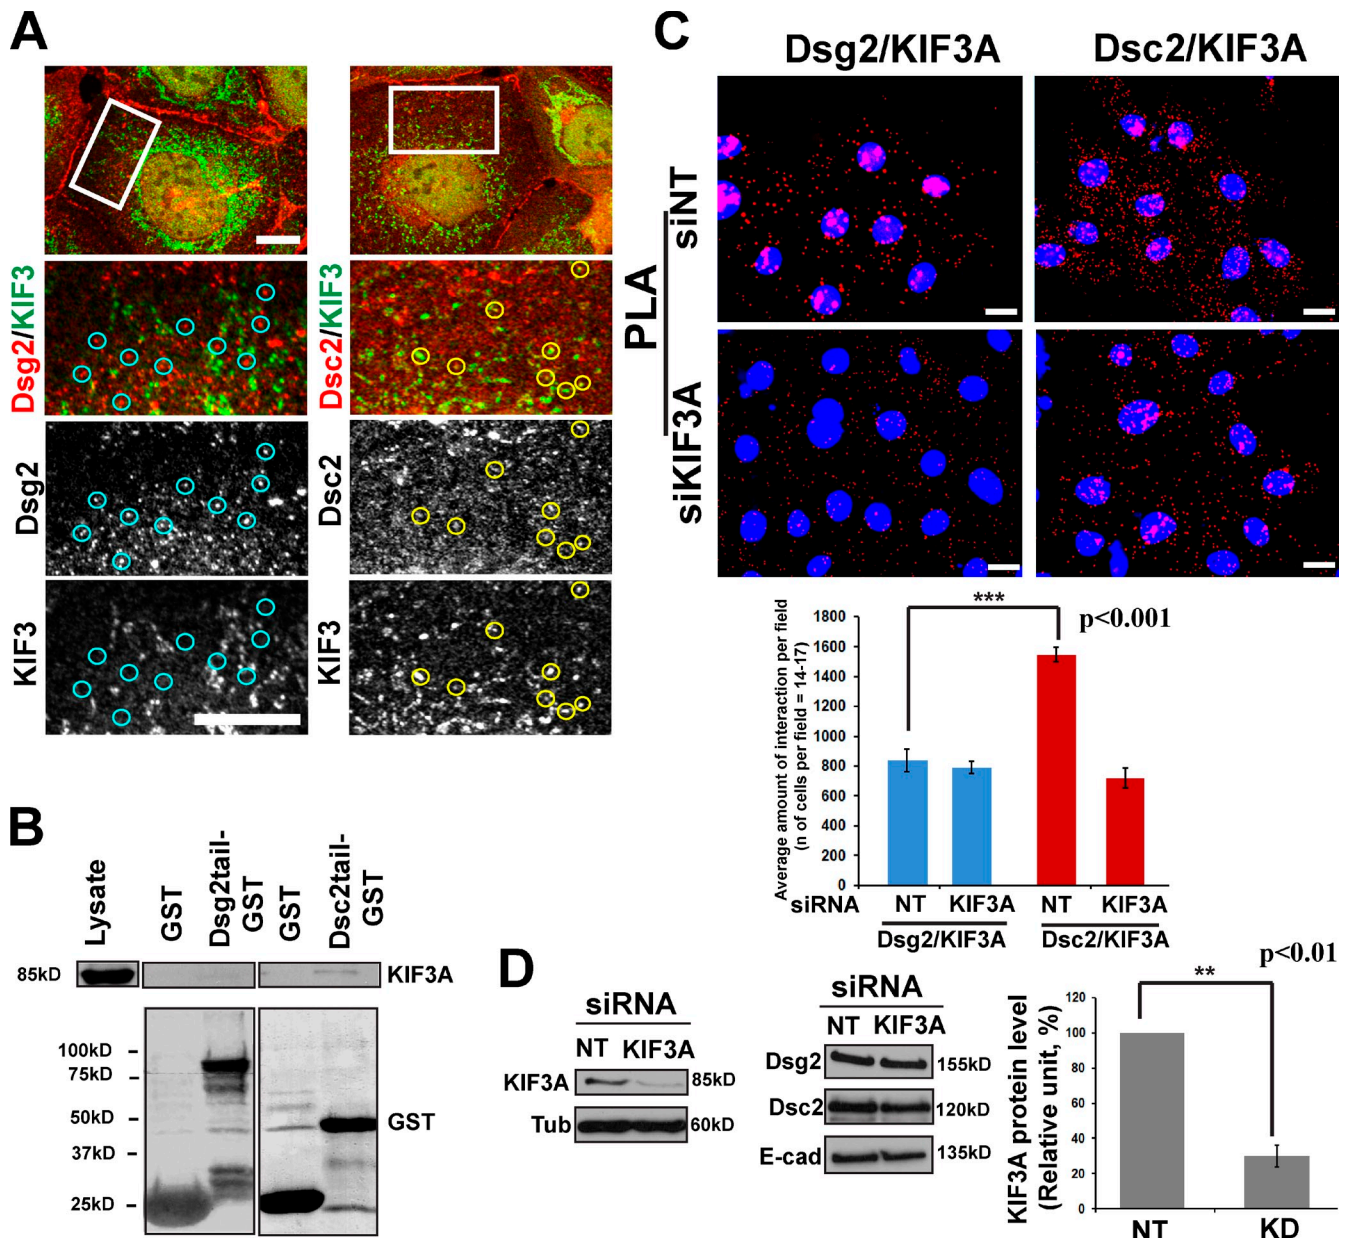 A
Dsg2/KIF3
Dsg2
KIF3
Dsc2/KIF3
Dsc2
KIF3
B
Lysate
GST
Dsg2tail-
GST
GST
Dsc2tail-
GST
85kD
KIF3A
100kD
75kD
50kD
37kD
25kD
GST
C
Dsg2/KIF3A
Dsc2/KIF3A
PLA
siNT
siKIF3A
Average amount of interaction per field
(n of cells per field = 14-17)
1800
1600
1400
1200
1000
800
600
400
200
0
***
p<0.001
siRNA
NT
KIF3A
NT
KIF3A
Dsg2/KIF3A
Dsc2/KIF3A
D
siRNA
NT KIF3A
KIF3A
85kD
Tub
60kD
siRNA
NT KIF3A
Dsg2
155kD
Dsc2
120kD
E-cad
135kD
KIF3A protein level
(Relative unit, %)
120
100
80
60
40
20
0
**
p<0.01
NT
KD